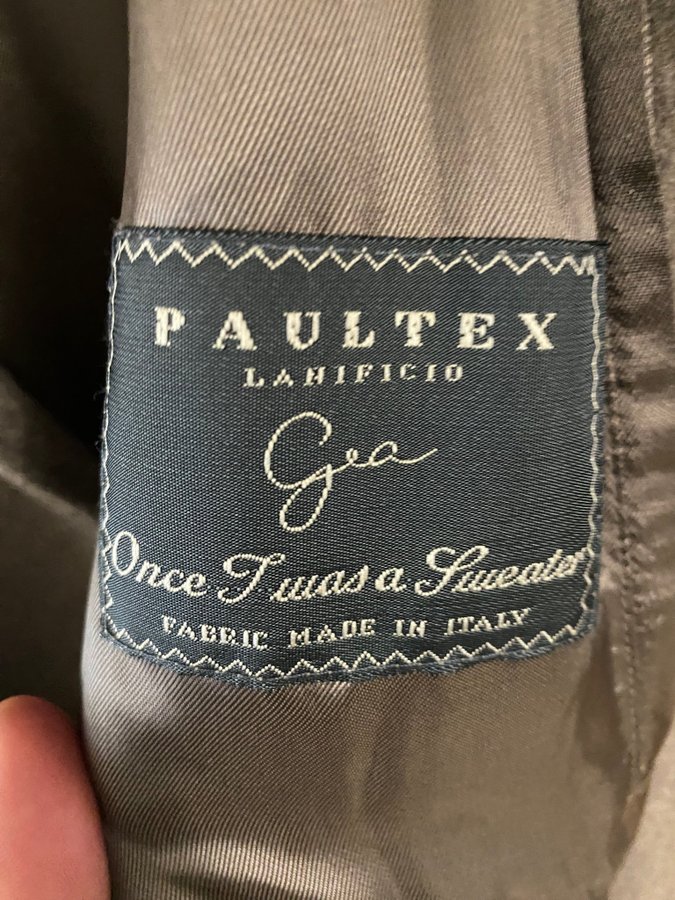 PAULTEX
LANIFICIO
Gea
Once I was a Sweater
FABRIC MADE IN ITALY